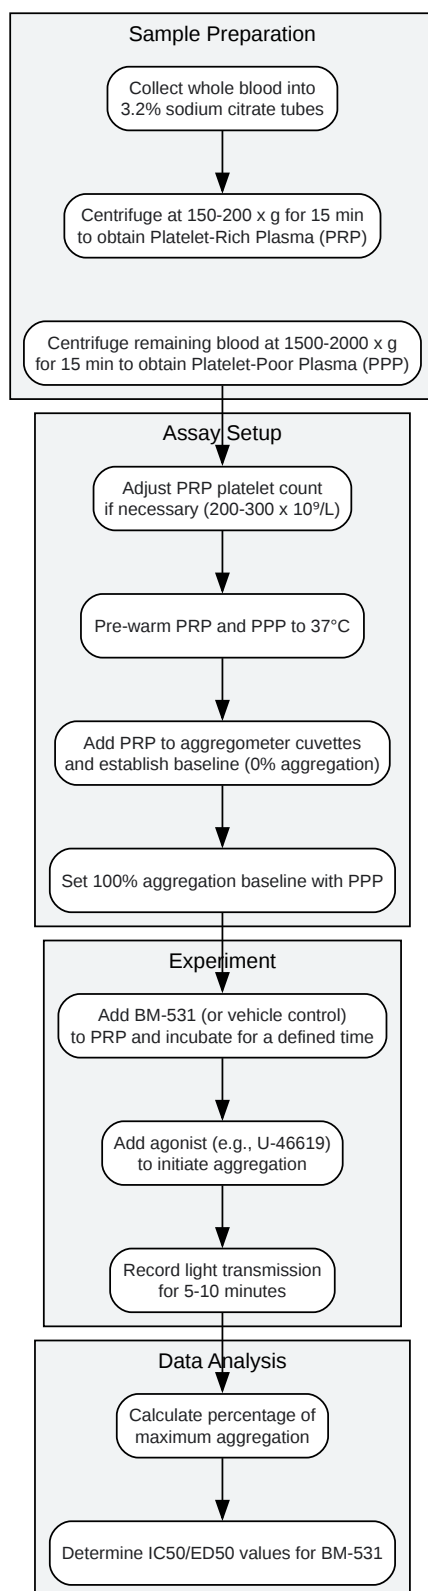 Sample Preparation
Collect whole blood into
3.2% sodium citrate tubes
Centrifuge at 150-200 x g for 15 min
to obtain Platelet-Rich Plasma (PRP)
Centrifuge remaining blood at 1500-2000 x g
for 15 min to obtain Platelet-Poor Plasma (PPP)
Assay Setup
Adjust PRP platelet count
if necessary (200-300 x 10⁹/L)
Pre-warm PRP and PPP to 37°C
Add PRP to aggregometer cuvettes
and establish baseline (0% aggregation)
Set 100% aggregation baseline with PPP
Experiment
Add BM-531 (or vehicle control)
to PRP and incubate for a defined time
Add agonist (e.g., U-46619)
to initiate aggregation
Record light transmission
for 5-10 minutes
Data Analysis
Calculate percentage of
maximum aggregation
Determine IC50/ED50 values for BM-531